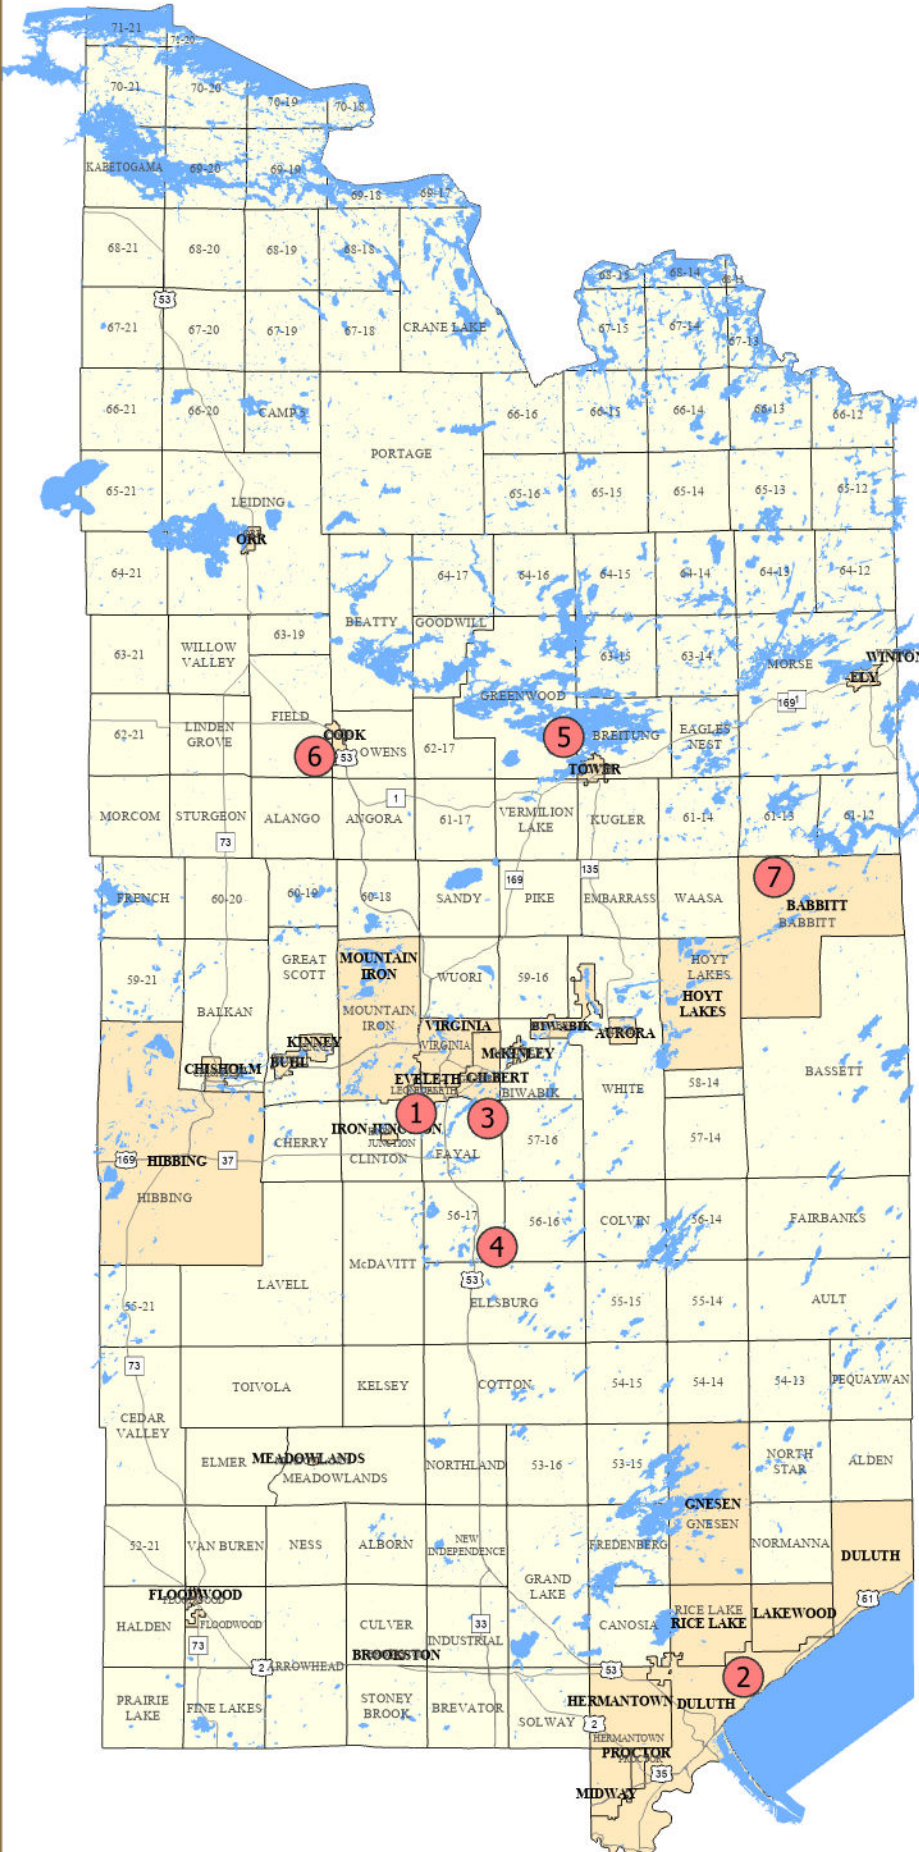 71-21
71-20
70-21
70-20
70-19
70-18
KABETOGAMA
69-20
69-19
69-18
69-17
68-21
68-20
68-19
68-18
68-15
68-14
53
67-21
67-20
67-19
67-18
CRANE LAKE
67-15
67-14
67-13
66-21
66-20
CAMP 5
66-16
66-15
66-14
66-13
66-12
PORTAGE
65-21
LEIDING
65-16
65-15
65-14
65-13
65-12
ORR
64-21
64-17
64-16
64-15
64-14
64-13
64-12
BEATTY
GOODWILL
63-21
WILLOW
VALLEY
63-19
63-15
63-14
MORSE
WINTON
ELY
GREENWOOD
169
1
62-21
LINDEN
GROVE
FIELD
COOK
6
53
OWENS
62-17
5
BREITUNG
EAGLES
NEST
TOWER
MORCOM
STURGEON
ALANGO
1
ANGORA
61-17
VERMILION
LAKE
KUGLER
61-14
61-13
61-12
73
FRENCH
60-20
60-19
60-18
SANDY
169
PIKE
135
EMBARRASS
WAASA
7
BABBITT
BABBITT
59-21
BALKAN
GREAT
SCOTT
MOUNTAIN
IRON
MOUNTAIN
IRON
WUORI
59-16
HOYT
LAKES
HOYT
LAKES
VIRGINIA
VIRGINIA
BIWABIK
AURORA
KINNEY
McKINLEY
CHISHOLM
BUHL
EVELETH
GILBERT
BIWABIK
WHITE
58-14
BASSETT
1
3
IRON JUNCTION
JUNCTION
CHERRY
CLINTON
FAYAL
57-16
57-14
169
HIBBING
37
HIBBING
56-17
56-16
COLVIN
56-14
FAIRBANKS
4
McDAVITT
LAVELL
53
ELLSBURG
55-21
55-15
55-14
AULT
73
TOIVOLA
KELSEY
COTTON
54-15
54-14
54-13
PEQUAYWAN
CEDAR
VALLEY
ELMER
MEADOWLANDS
MEADOWLANDS
NORTHLAND
53-16
53-15
NORTH
STAR
ALDEN
GNESEN
GNESEN
52-21
VAN BUREN
NESS
ALBORN
NEW
INDEPENDENCE
FREDENBERG
NORMANNA
DULUTH
GRAND
LAKE
FLOODWOOD
FLOODWOOD
HALDEN
CULVER
33
INDUSTRIAL
CANOSIA
RICE LAKE
RICE LAKE
LAKEWOOD
61
73
2
ARROWHEAD
BROOKSTON
53
2
PRAIRIE
LAKE
FINE LAKES
STONEY
BROOK
BREVATOR
SOLWAY
HERMANTOWN
DULUTH
2
HERMANTOWN
PROCTOR
PROCTOR
35
MIDWAY